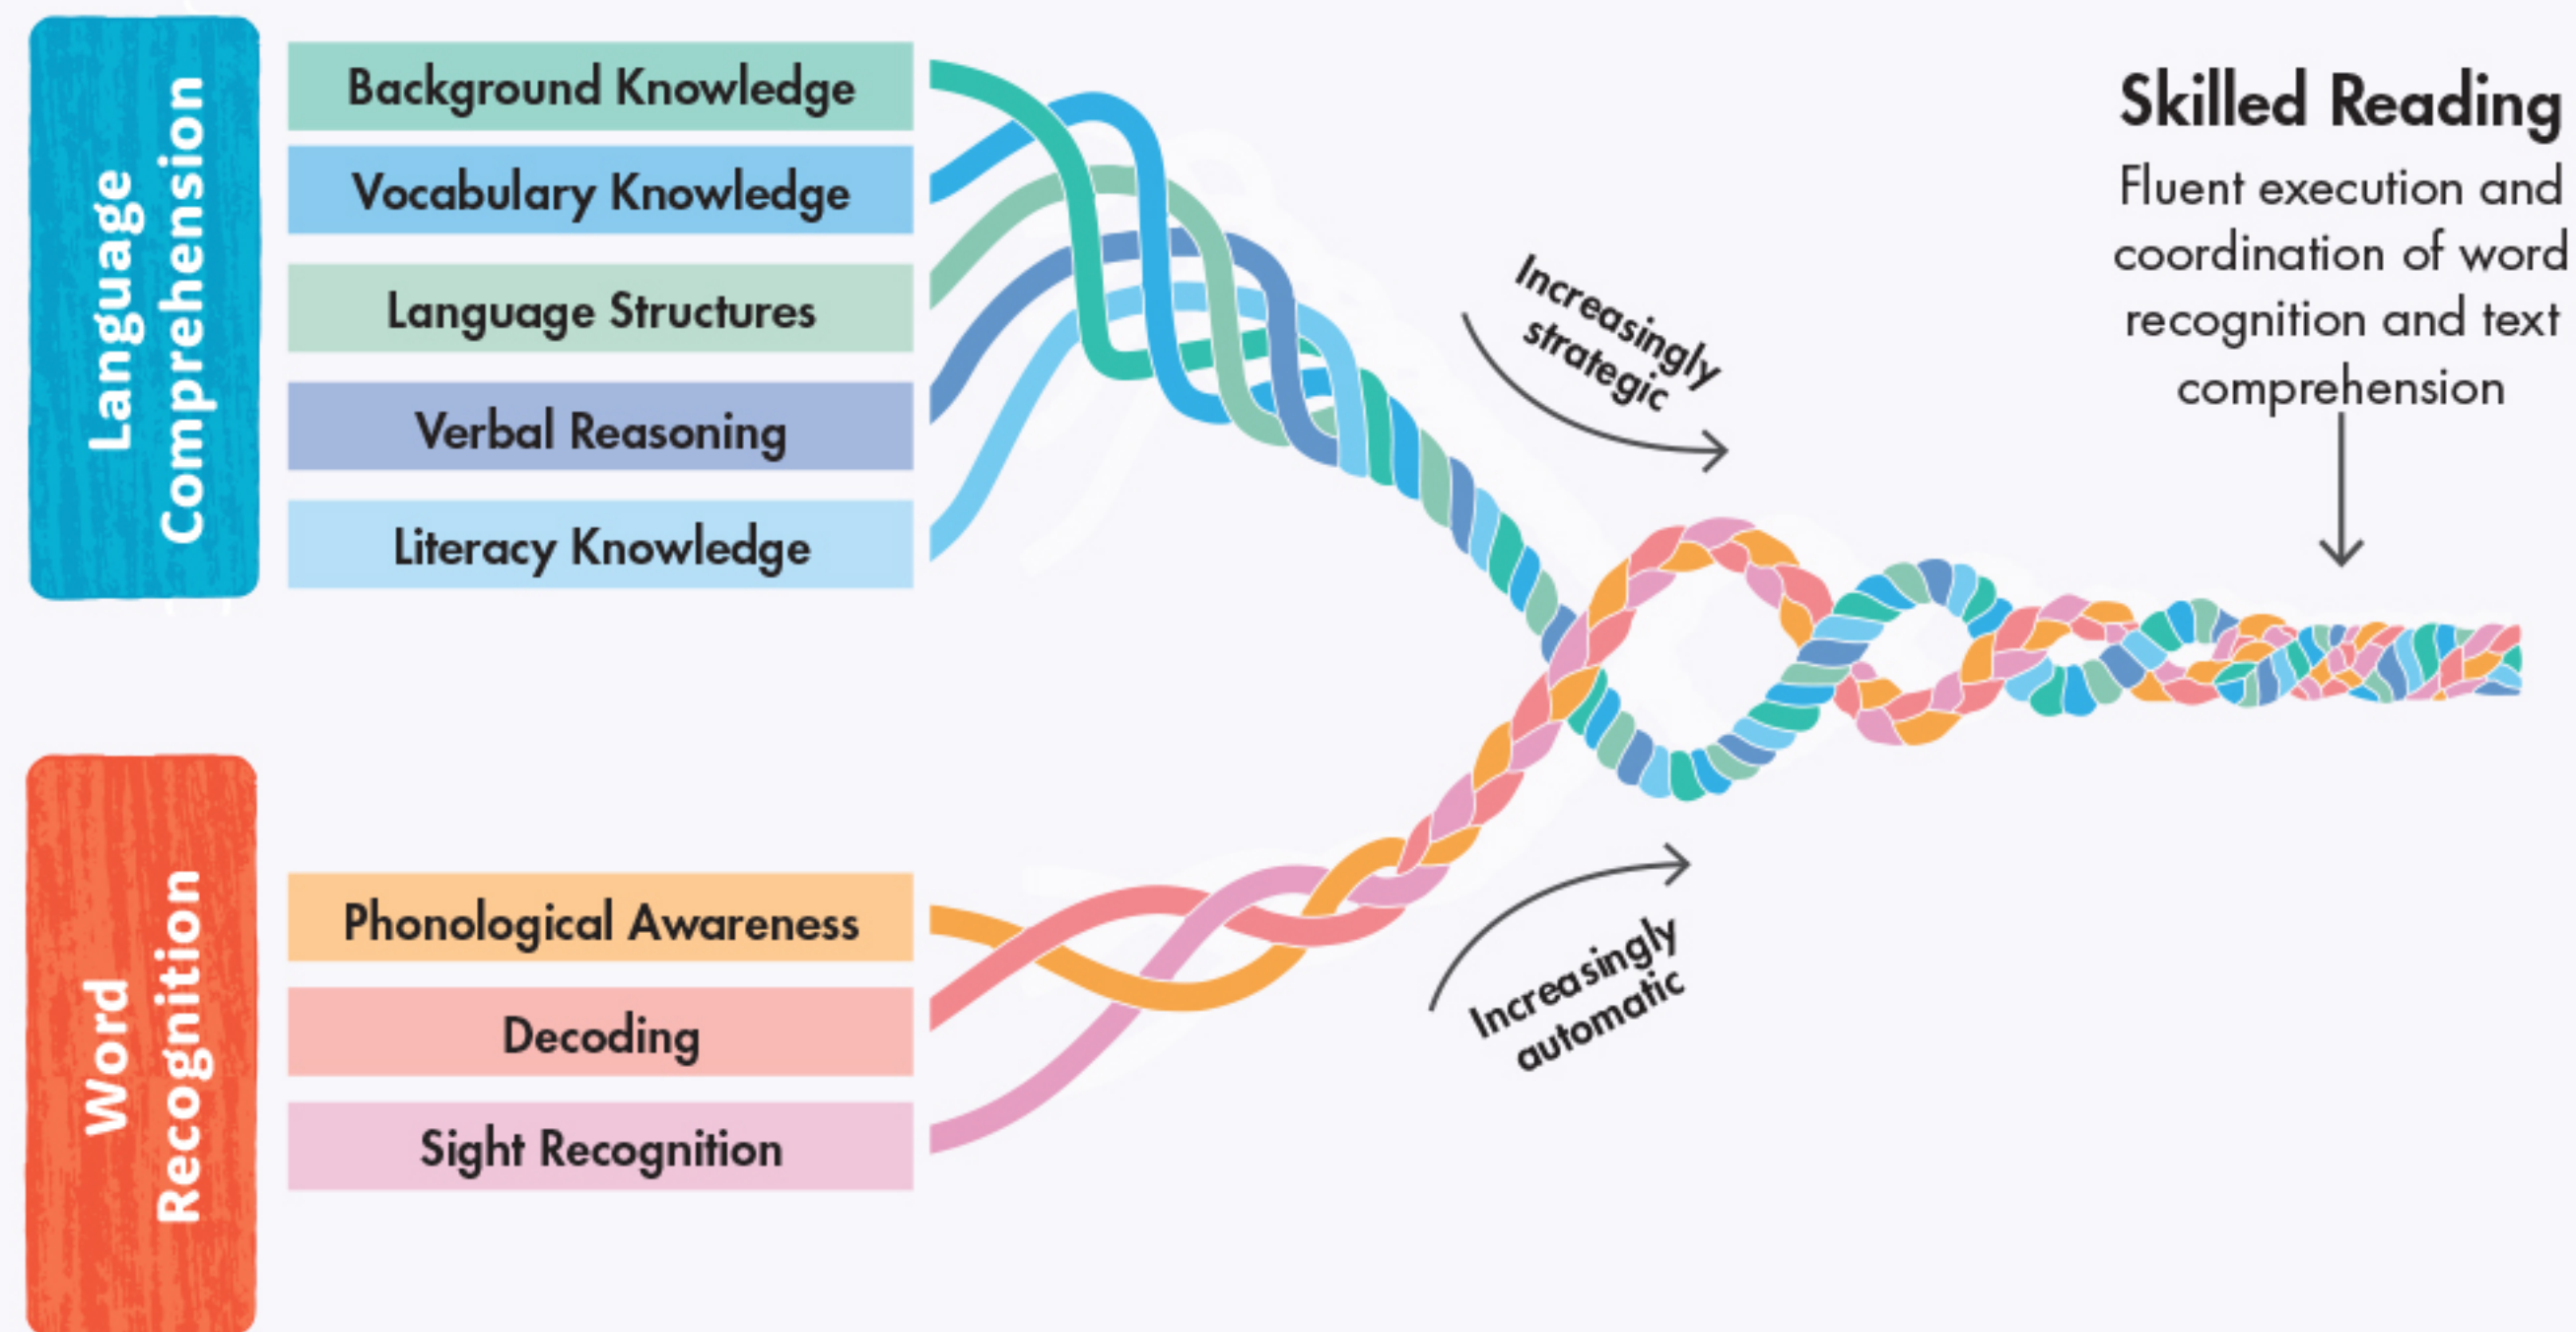 Language
Comprehension
Background Knowledge
Vocabulary Knowledge
Language Structures
Verbal Reasoning
Literacy Knowledge
Word
Recognition
Phonological Awareness
Decoding
Sight Recognition
Increasingly
strategic
Increasingly
automatic
Skilled Reading
Fluent execution and
coordination of word
recognition and text
comprehension